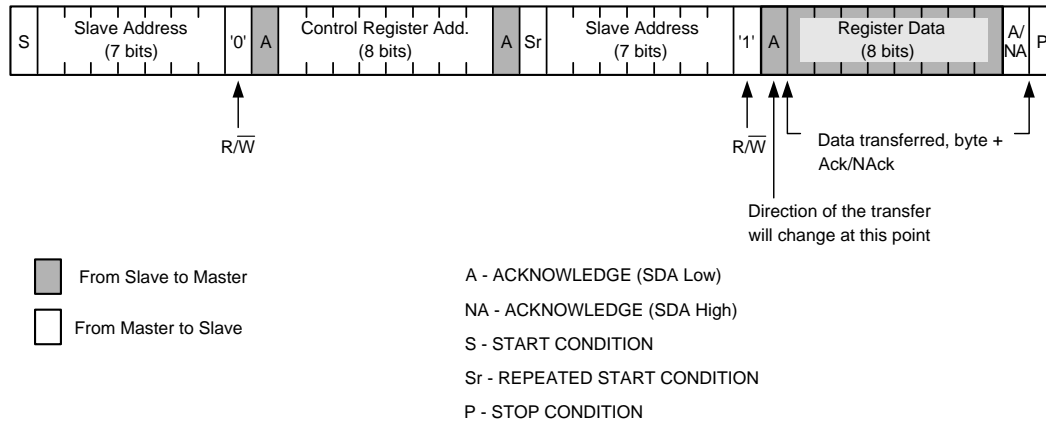 S Slave Address (7 bits) '0' A Control Register Add. (8 bits) A Sr Slave Address (7 bits) '1' A Register Data (8 bits) A/NA P
R/W̅
R/W̅
Data transferred, byte +
Ack/NAck
Direction of the transfer
will change at this point
From Slave to Master
From Master to Slave
A - ACKNOWLEDGE (SDA Low)
NA - ACKNOWLEDGE (SDA High)
S - START CONDITION
Sr - REPEATED START CONDITION
P - STOP CONDITION